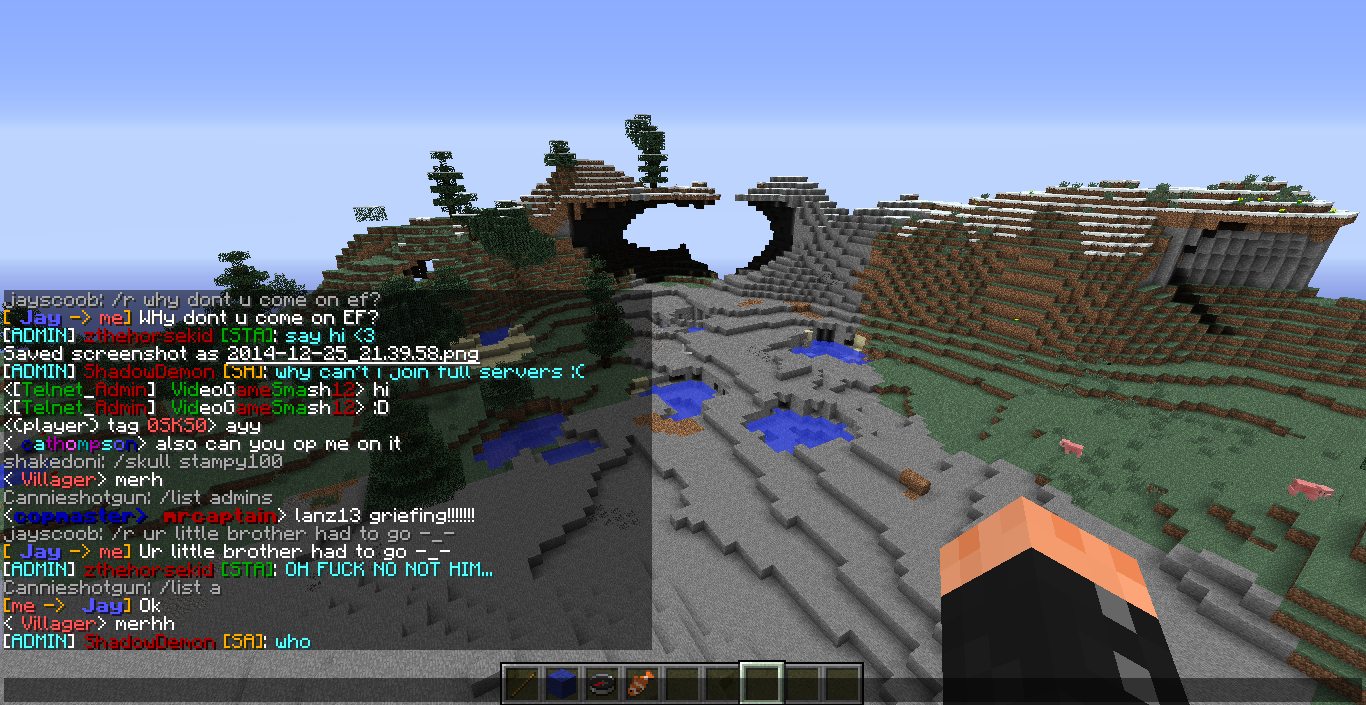 jayscoob: /r why dont u come on ef?
[ Jay -> me] WHy dont u come on EF?
[ADMIN] zthehorsekid [STA]: say hi <3
Saved screenshot as 2014-12-25_21.39.58.png
[ADMIN] ShadowDemon [SA]: why can't i join full servers :C
<[Telnet_Admin] VideoGameSmash12> hi
<[Telnet_Admin] VideoGameSmash12> :D
<(player) tag 0SK50> ayy
< cathompson> also can you op me on it
shakedoni: /skull stampy100
< Villager> merh
Cannieshotgun: /list admins
<copmaster> mrcaptain> lanz13 griefing!!!!!!!
jayscoob: /r ur little brother had to go -_-
[ Jay -> me] Ur little brother had to go -_-
[ADMIN] zthehorsekid [STA]: OH FUCK NO NOT HIM...
Cannieshotgun: /list a
[me -> Jay] Ok
< Villager> merhh
[ADMIN] ShadowDemon [SA]: who